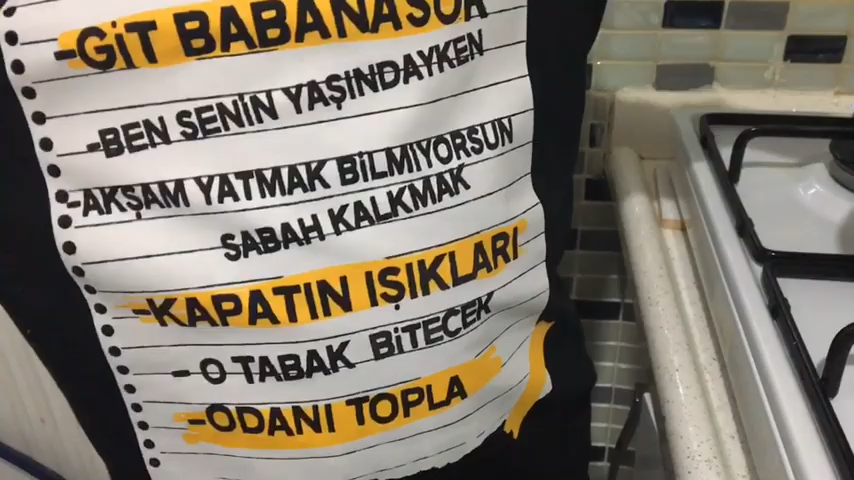 -GİT BABANA SOR
-BEN SENİN YAŞINDAYKEN
-AKŞAM YATMAK BİLMİYORSUN
SABAH KALKMAK
-KAPATIN IŞIKLARI
- O TABAK BİTECEK
-ODANI TOPLA